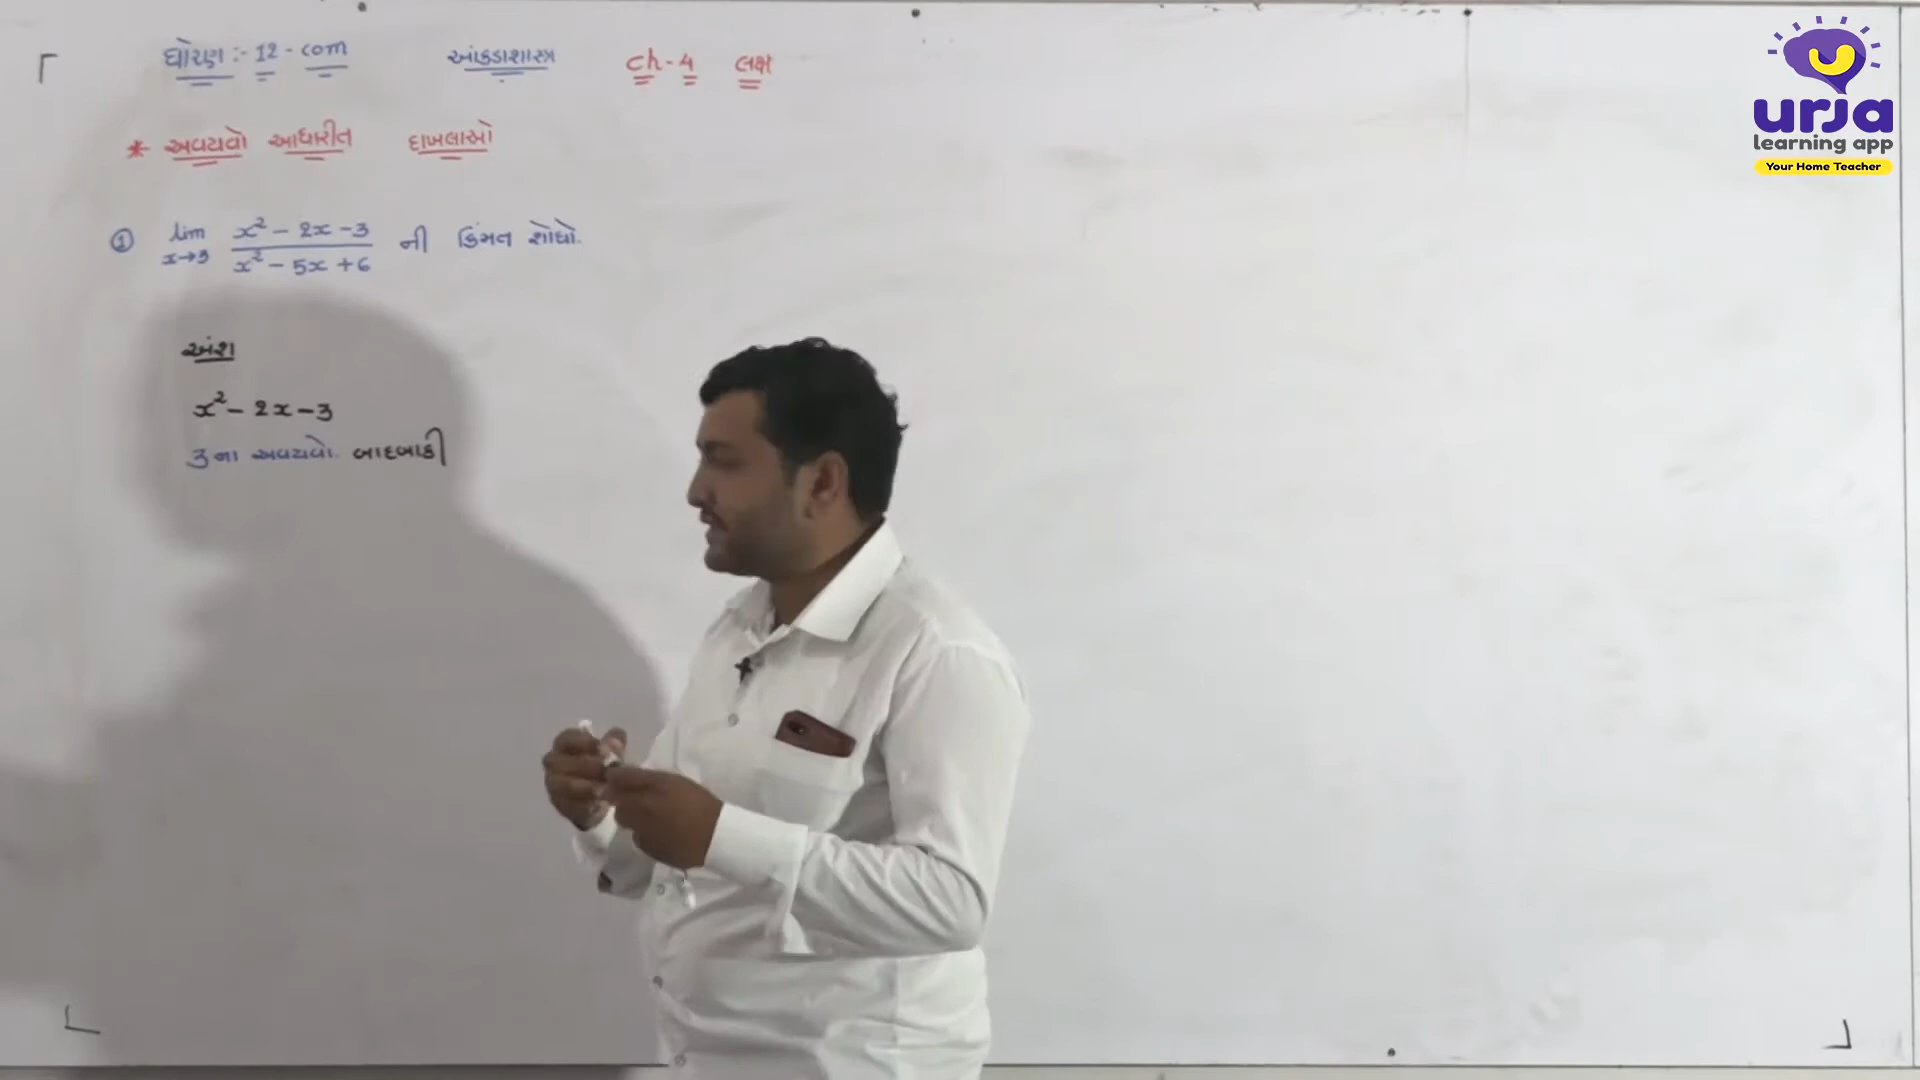 ધોરણ :- 12 - com આંકડાશાસ્ત્ર ch - 4 લક્ષ
* અવયવો આધારીત દાખલાઓ
① lim x→3 x² - 2x - 3 / x² - 5x + 6 ની કિંમત શોધો.
અંશ
x² - 2x - 3
3 ના અવયવો. બાદબાકી
urja
learning app
Your Home Teacher